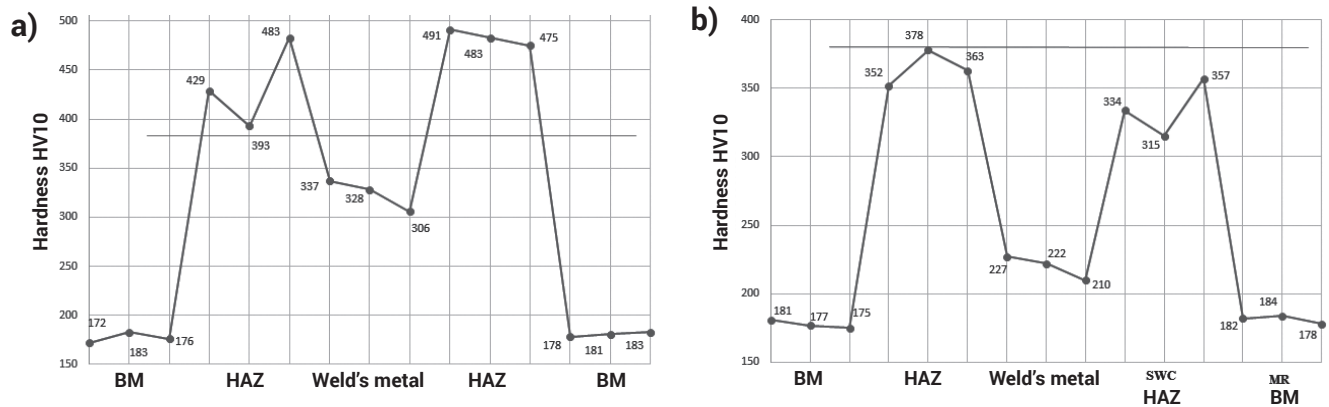 a)
Hardness HV10
500
450
400
350
300
250
200
150
172
183
176
429
393
483
337
328
306
491
483
475
178
181
183
BM
HAZ
Weld's metal
HAZ
BM
b)
Hardness HV10
400
350
300
250
200
150
181
177
175
352
378
363
227
222
210
334
315
357
182
184
178
BM
HAZ
Weld's metal
SWC
HAZ
MR
BM